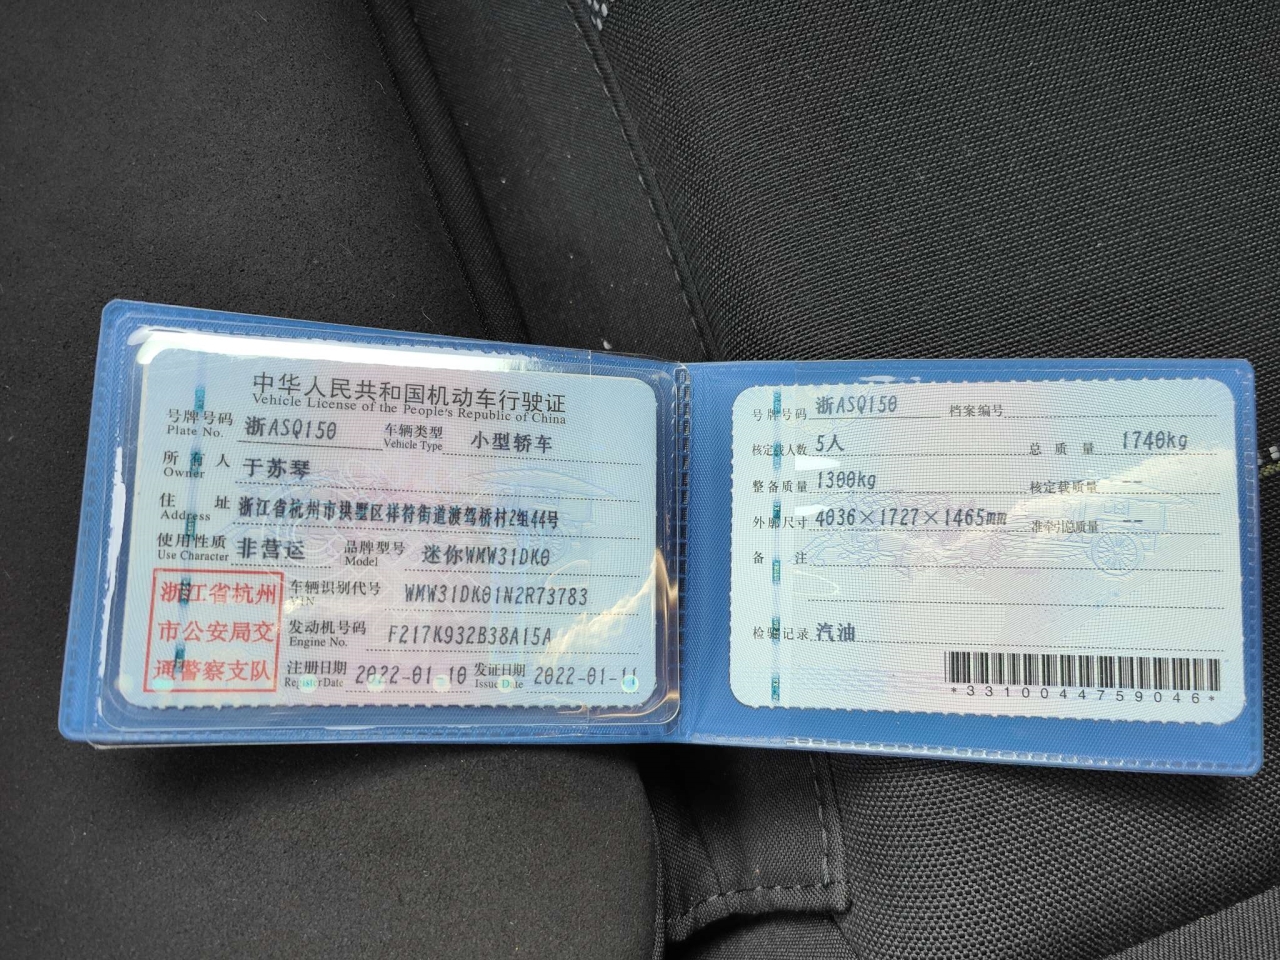 中华人民共和国机动车行驶证
Vehicle License of the People's Republic of China
号牌号码 浙ASQ150 车辆类型 小型轿车
Plate No. Vehicle Type
所有人 于苏琴
Owner
住址 浙江省杭州市拱墅区祥符街道渡驾桥村2组44号
Address
使用性质 非营运 品牌型号 迷你WMW31DK0
Use Character Model
浙江省杭州
市公安局交
通警察支队
车辆识别代号 WMW31DK01N2R73783
VIN
发动机号码 F217K932B38A15A
Engine No.
注册日期 2022-01-10 发证日期 2022-01-11
Register Date Issue Date
号牌号码 浙ASQ150 档案编号
核定载人数 5人 总质量 1740kg
整备质量 1300kg 核定载质量 --
外廓尺寸 4036×1727×1465mm 准牵引总质量 --
备注
检验记录 汽油
*3310044759046*